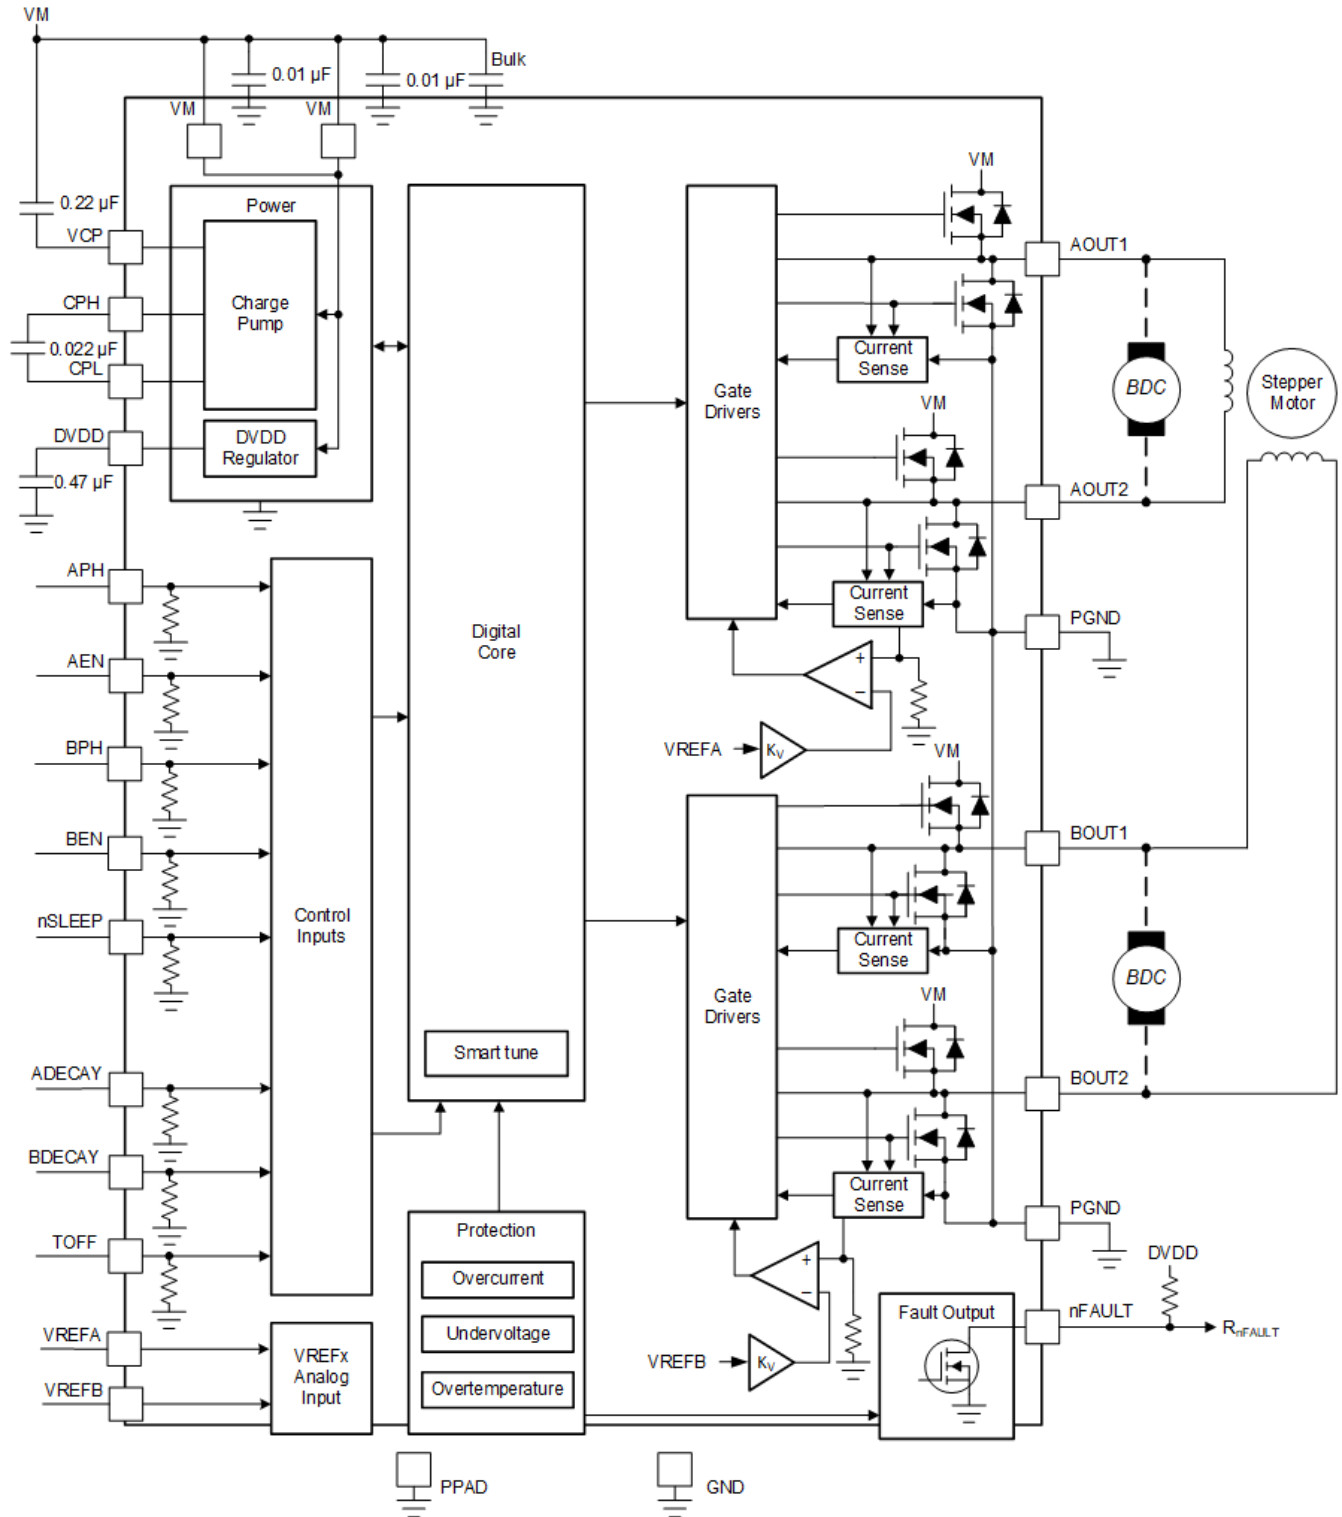 VM
0.01 µF
0.01 µF
Bulk
VM
VM
0.22 µF
VCP
CPH
0.022 µF
CPL
DVDD
0.47 µF
Power
Charge
Pump
DVDD
Regulator
APH
AEN
BPH
BEN
nSLEEP
ADECAY
BDECAY
TOFF
VREFA
VREFB
Control
Inputs
VREFx
Analog
Input
Digital
Core
Smart tune
Protection
Overcurrent
Undervoltage
Overtemperature
PPAD
GND
Gate
Drivers
VM
Current
Sense
VM
Current
Sense
+
−
VREFA
KV
Gate
Drivers
VM
Current
Sense
VM
Current
Sense
+
−
VREFB
KV
Fault Output
AOUT1
BDC
Stepper
Motor
AOUT2
PGND
BOUT1
BDC
BOUT2
PGND
DVDD
nFAULT
RnFAULT